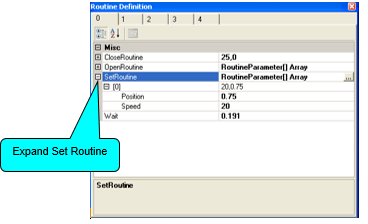 Routine Definition
0 1 2 3 4
Misc
CloseRoutine 25,0
OpenRoutine RoutineParameter[] Array
SetRoutine RoutineParameter[] Array ...
[0] 20,0.75
Position 0.75
Speed 20
Wait 0.191
Expand Set Routine
SetRoutine